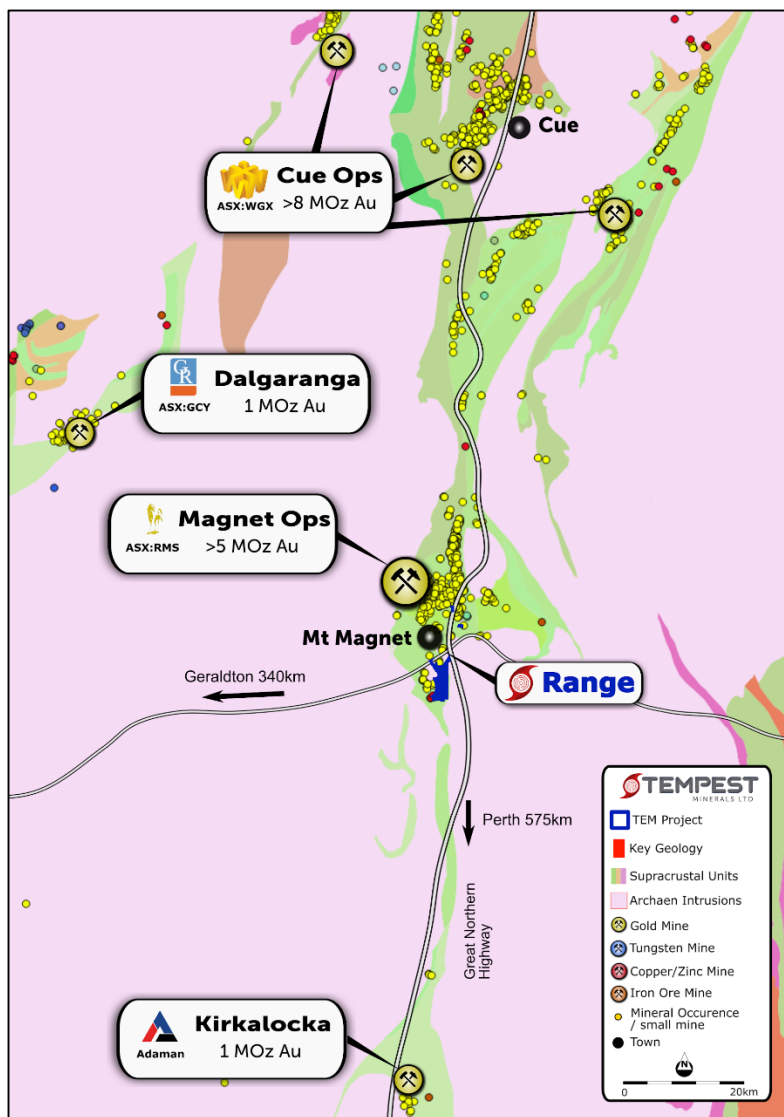 Cue
Cue Ops
ASX:WGX
>8 MOz Au
GR
Dalgaranga
ASX:GCY
1 MOz Au
Magnet Ops
ASX:RMS
>5 MOz Au
Mt Magnet
Geraldton 340km
Range
Perth 575km
Great Northern
Highway
Kirkalocka
Adaman
1 MOz Au
TEMPEST
MINERALS LTD
TEM Project
Key Geology
Supracrustal Units
Archaen Intrusions
Gold Mine
Tungsten Mine
Copper/Zinc Mine
Iron Ore Mine
Mineral Occurence
/ small mine
Town
N
0 20km